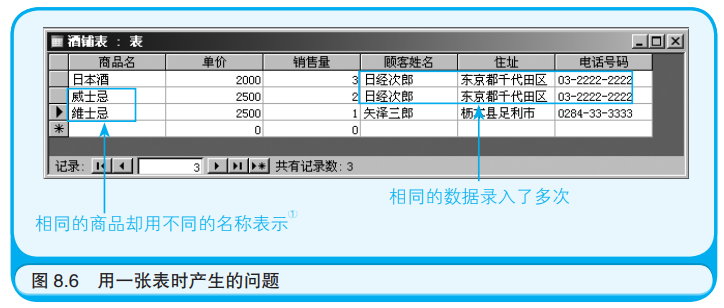 酒铺表 : 表
商品名 单价 销售量 顾客姓名 住址 电话号码
日本酒 2000 3 日经次郎 东京都千代田区 03-2222-2222
威士忌 2500 2 日经次郎 东京都千代田区 03-2222-2222
维士忌 2500 1 矢泽三郎 枥木县足利市 0284-33-3333
* 0 0
记录: 3 共有记录数: 3
相同的数据录入了多次
相同的商品却用不同的名称表示①
图 8.6 用一张表时产生的问题